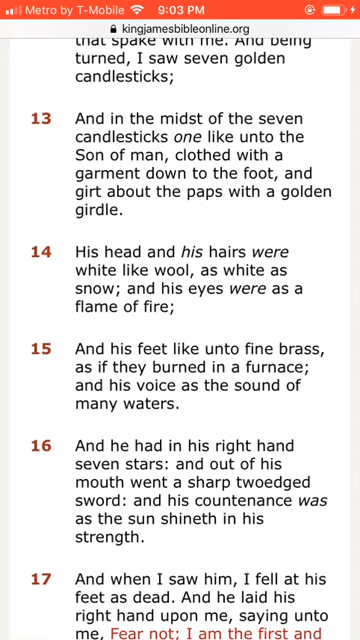 Metro by T-Mobile 9:03 PM
kingjamesbibleonline.org
that spake with me. And being
turned, I saw seven golden
candlesticks;
13 And in the midst of the seven
candlesticks one like unto the
Son of man, clothed with a
garment down to the foot, and
girt about the paps with a golden
girdle.
14 His head and his hairs were
white like wool, as white as
snow; and his eyes were as a
flame of fire;
15 And his feet like unto fine brass,
as if they burned in a furnace;
and his voice as the sound of
many waters.
16 And he had in his right hand
seven stars: and out of his
mouth went a sharp twoedged
sword: and his countenance was
as the sun shineth in his
strength.
17 And when I saw him, I fell at his
feet as dead. And he laid his
right hand upon me, saying unto
me, Fear not; I am the first and